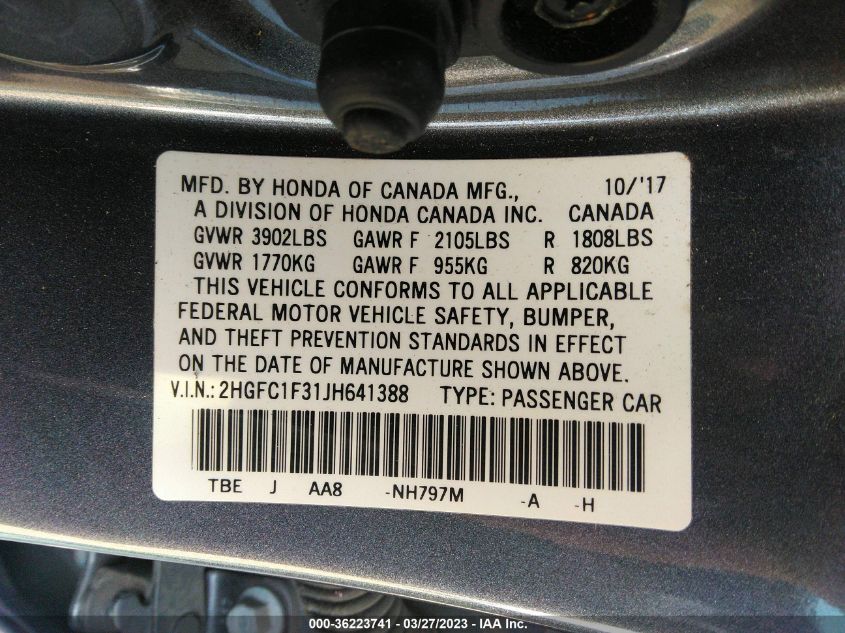 MFD. BY HONDA OF CANADA MFG., 10/'17
A DIVISION OF HONDA CANADA INC. CANADA
GVWR 3902LBS GAWR F 2105LBS R 1808LBS
GVWR 1770KG GAWR F 955KG R 820KG
THIS VEHICLE CONFORMS TO ALL APPLICABLE
FEDERAL MOTOR VEHICLE SAFETY, BUMPER,
AND THEFT PREVENTION STANDARDS IN EFFECT
ON THE DATE OF MANUFACTURE SHOWN ABOVE.
V.I.N.: 2HGFC1F31JH641388 TYPE: PASSENGER CAR
TBE J AA8 -NH797M -A -H
000-36223741 - 03/27/2023 - IAA Inc.